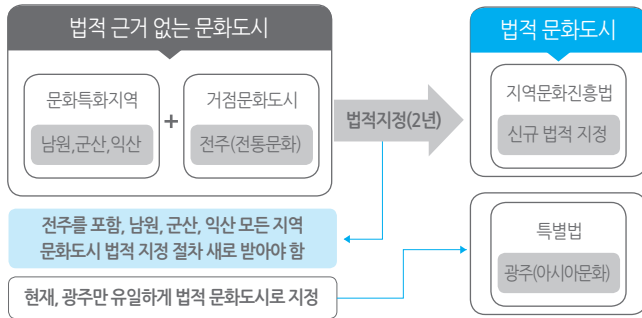 법적 근거 없는 문화도시
문화특화지역
남원,군산,익산
+
거점문화도시
전주(전통문화)
법적지정(2년)
법적 문화도시
지역문화진흥법
신규 법적 지정
전주를 포함, 남원, 군산, 익산 모든 지역
문화도시 법적 지정 절차 새로 받아야 함
특별법
광주(아시아문화)
현재, 광주만 유일하게 법적 문화도시로 지정